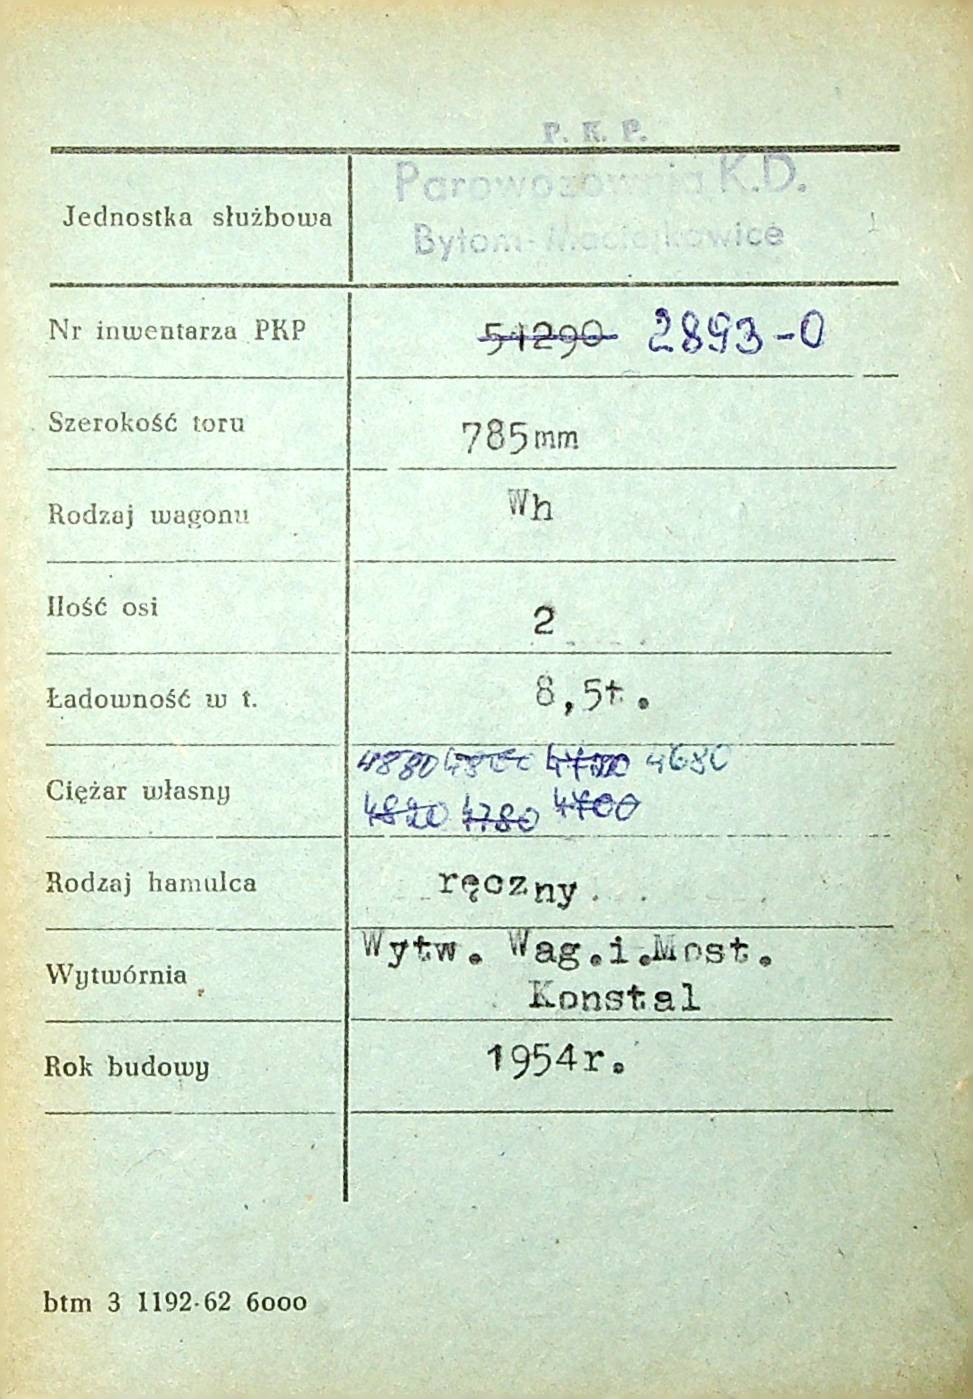 P. K. P.
Parowozownia K.D.
Jednostka służbowa
Bytom-Maciejkowice
Nr inwentarza PKP 51290 2893-0
Szerokość toru 785mm
Rodzaj wagonu Wh
Ilość osi 2
Ładowność w t. 8,5t.
4880 4800 4700 4680
Ciężar własny
4820 4780 4700
Rodzaj hamulca ręczny.
Wytw. Wag.i.Most.
Wytwórnia
Konstal
Rok budowy 1954r.
btm 3 1192-62 6000